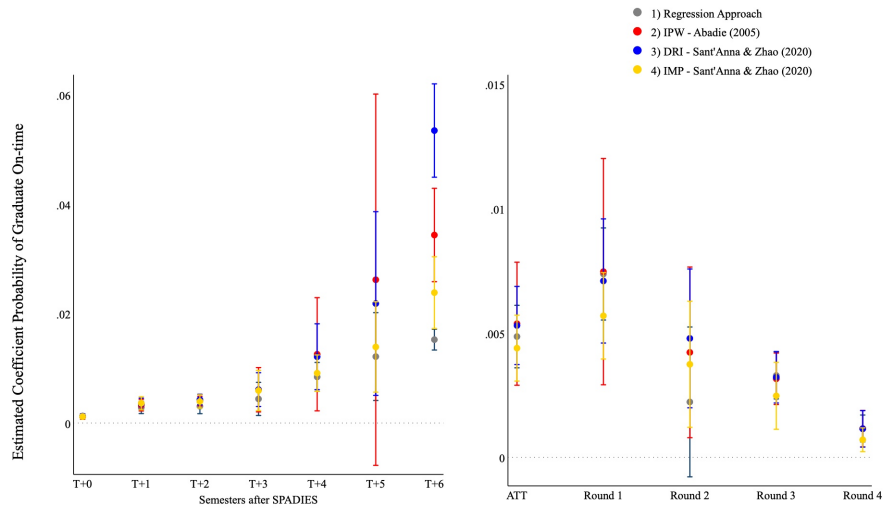 1) Regression Approach
2) IPW - Abadie (2005)
3) DRI - Sant'Anna & Zhao (2020)
4) IMP - Sant'Anna & Zhao (2020)
Estimated Coefficient Probability of Graduate On-time
.06
.04
.02
0
T+0 T+1 T+2 T+3 T+4 T+5 T+6
Semesters after SPADIES
.015
.01
.005
0
ATT Round 1 Round 2 Round 3 Round 4